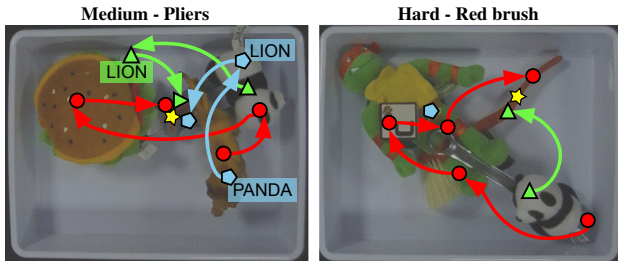 Medium - Pliers
Hard - Red brush
LION
LION
PANDA